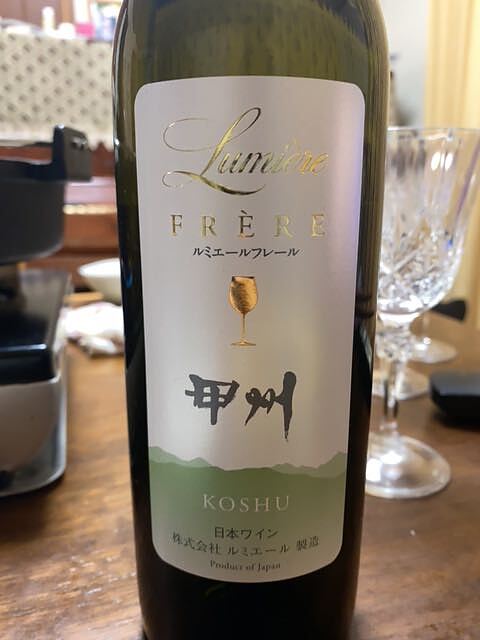 Lumière
FRÈRE
ルミエールフレール
甲州
KOSHU
日本ワイン
株式会社 ルミエール 製造
Product of Japan